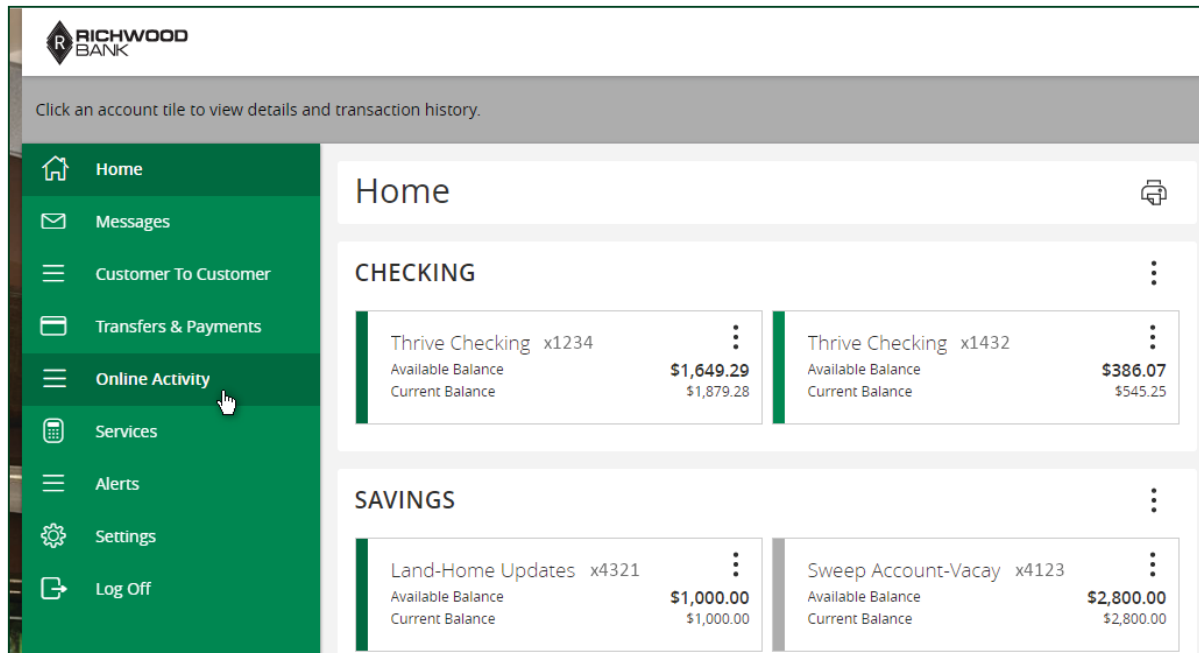 R RICHWOOD
BANK
Click an account tile to view details and transaction history.
Home
Messages
Customer To Customer
Transfers & Payments
Online Activity
Services
Alerts
Settings
Log Off
Home
CHECKING
Thrive Checking x1234
Available Balance $1,649.29
Current Balance $1,879.28
Thrive Checking x1432
Available Balance $386.07
Current Balance $545.25
SAVINGS
Land-Home Updates x4321
Available Balance $1,000.00
Current Balance $1,000.00
Sweep Account-Vacay x4123
Available Balance $2,800.00
Current Balance $2,800.00